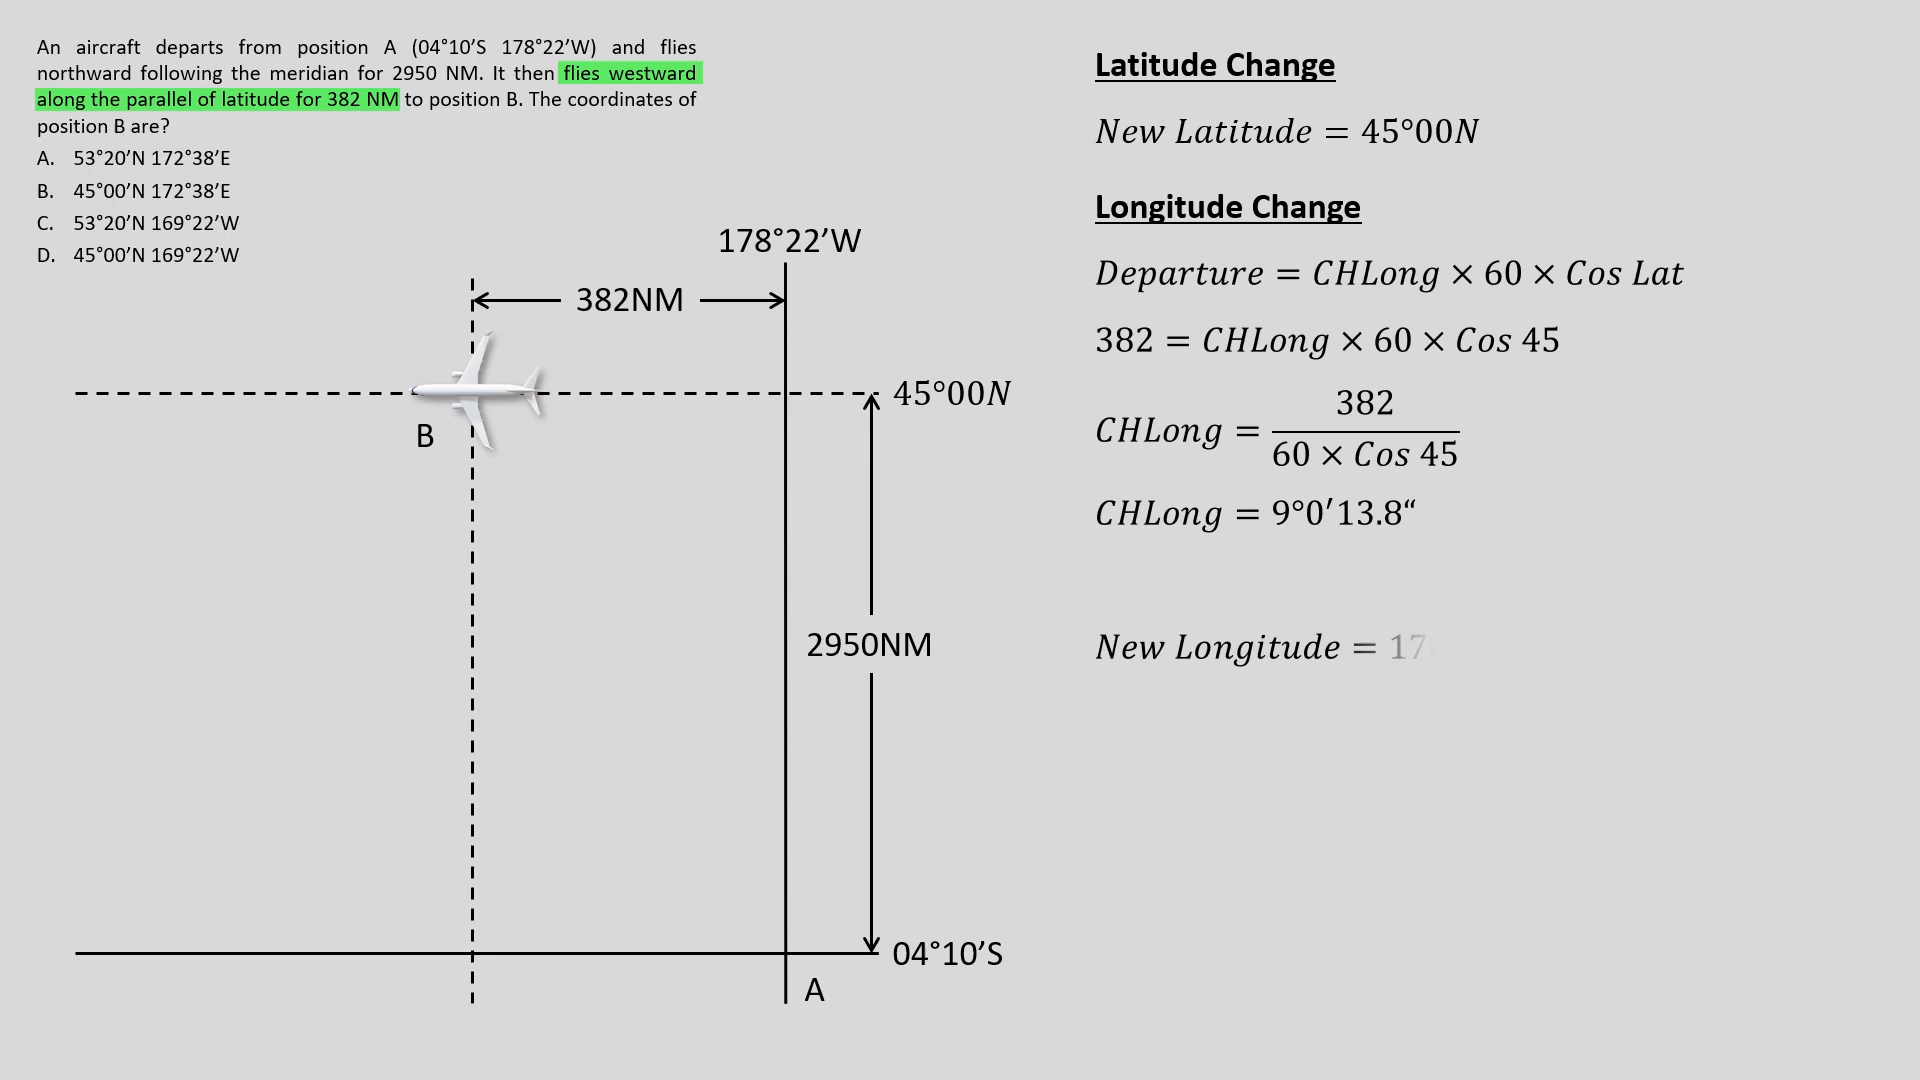 An aircraft departs from position A (04°10’S 178°22’W) and flies
northward following the meridian for 2950 NM. It then flies westward
along the parallel of latitude for 382 NM to position B. The coordinates of
position B are?
A. 53°20’N 172°38’E
B. 45°00’N 172°38’E
C. 53°20’N 169°22’W
D. 45°00’N 169°22’W
178°22’W
382NM
45°00N
B
2950NM
04°10’S
A
Latitude Change
New Latitude = 45°00N
Longitude Change
Departure = CHLong × 60 × Cos Lat
382 = CHLong × 60 × Cos 45
CHLong = 382 / 60 × Cos 45
CHLong = 9°0′13.8“
New Longitude = 17